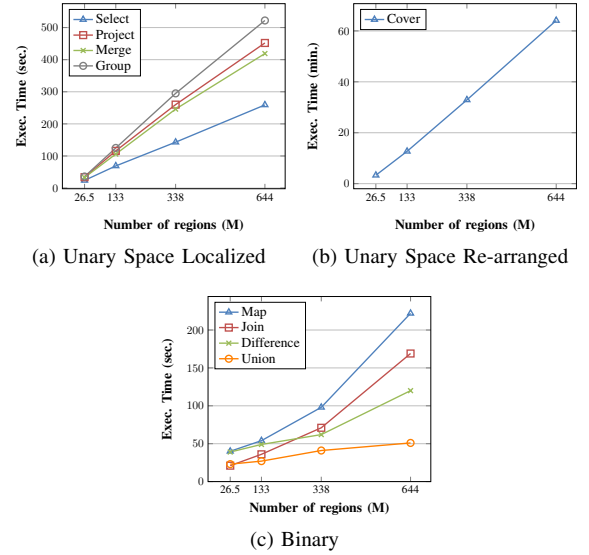 500
400
300
200
100
0
Exec. Time (sec.)
Select
Project
Merge
Group
26.5 133 338 644
Number of regions (M)
(a) Unary Space Localized
60
40
20
0
Exec. Time (min.)
Cover
26.5 133 338 644
Number of regions (M)
(b) Unary Space Re-arranged
200
150
100
50
0
Exec. Time (sec.)
Map
Join
Difference
Union
26.5 133 338 644
Number of regions (M)
(c) Binary